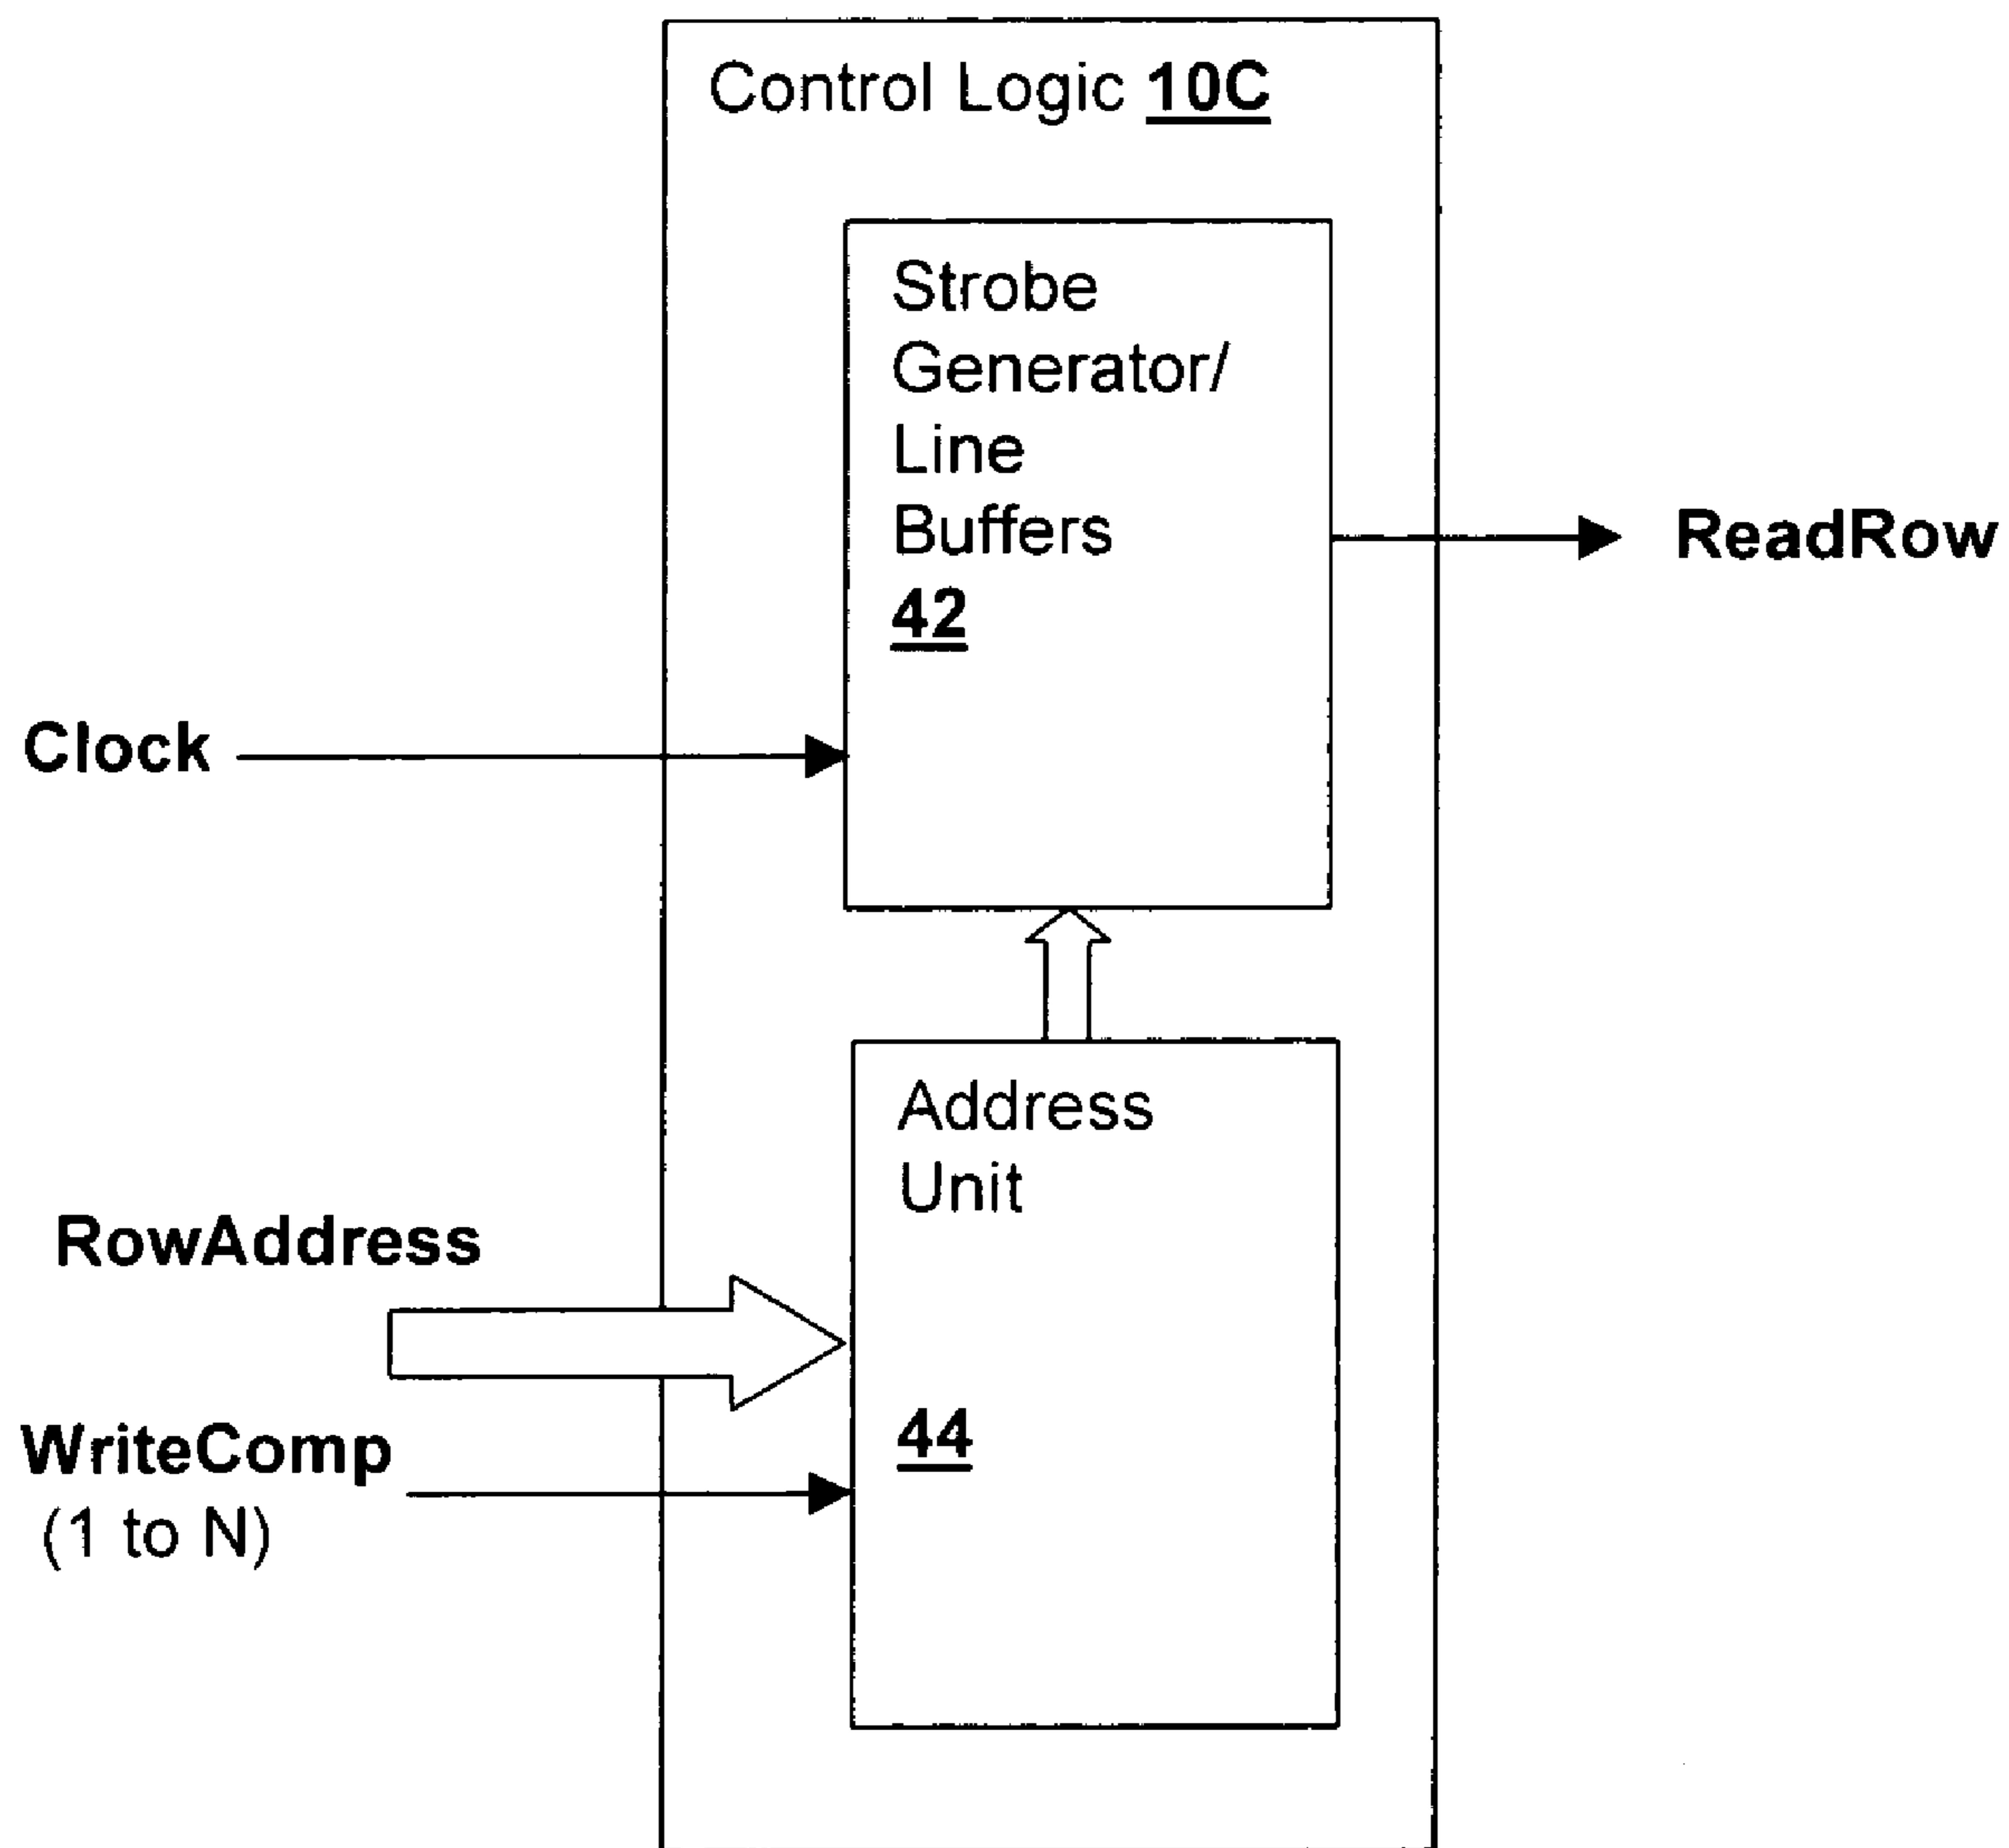 Control Logic 10C
Strobe
Generator/
Line
Buffers
42
ReadRow
Clock
Address
Unit
RowAddress
44
WriteComp
(1 to N)